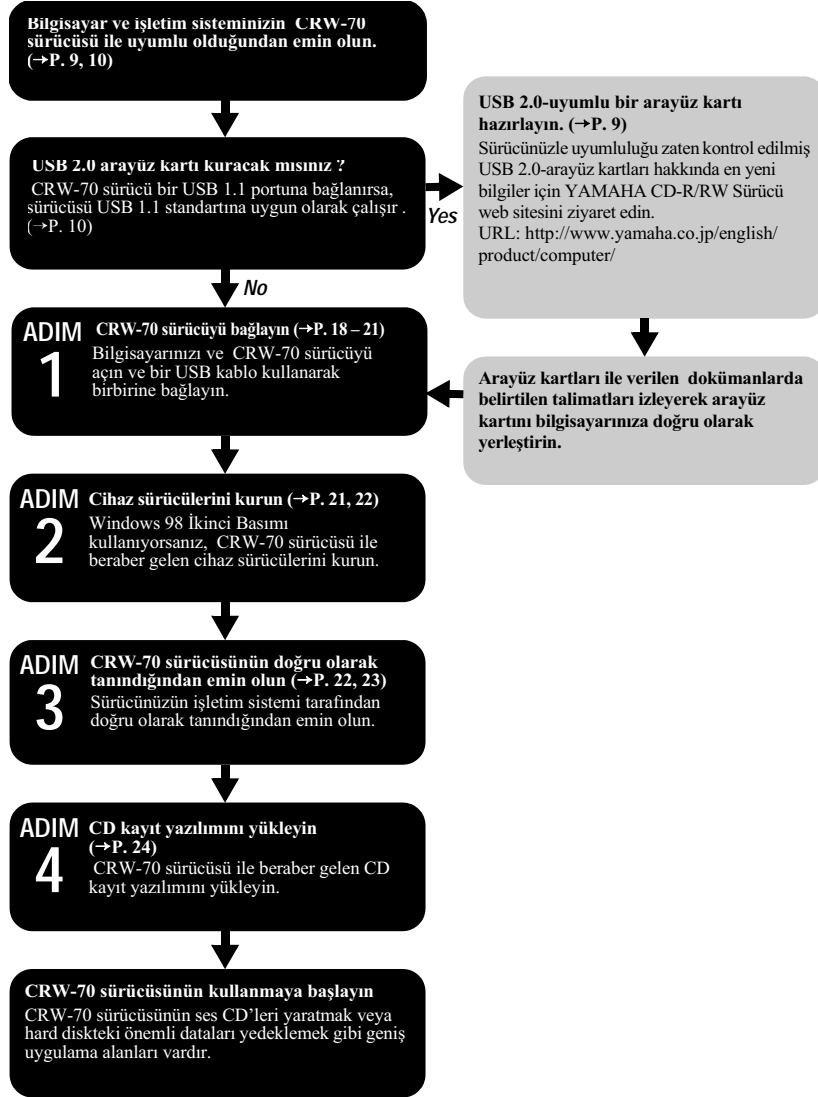 Bilgisayar ve işletim sisteminizin CRW-70
sürücüsü ile uyumlu olduğundan emin olun.
(→P. 9, 10)
USB 2.0 arayüz kartı kuracak mısınız ?
CRW-70 sürücü bir USB 1.1 portuna bağlanırsa,
sürücüsü USB 1.1 standartına uygun olarak çalışır .
(→P. 10)
Yes
USB 2.0-uyumlu bir arayüz kartı
hazırlayın. (→P. 9)
Sürücünüzle uyumluluğu zaten kontrol edilmiş
USB 2.0-arayüz kartları hakkında en yeni
bilgiler için YAMAHA CD-R/RW Sürücü
web sitesini ziyaret edin.
URL: http://www.yamaha.co.jp/english/
product/computer/
No
ADIM
1
CRW-70 sürücüyü bağlayın (→P. 18 – 21)
Bilgisayarınızı ve CRW-70 sürücüyü
açın ve bir USB kablo kullanarak
birbirine bağlayın.
Arayüz kartları ile verilen dokümanlarda
belirtilen talimatları izleyerek arayüz
kartını bilgisayarınıza doğru olarak
yerleştirin.
ADIM
2
Cihaz sürücülerini kurun (→P. 21, 22)
Windows 98 İkinci Basımı
kullanıyorsanız, CRW-70 sürücüsü ile
beraber gelen cihaz sürücülerini kurun.
ADIM
3
CRW-70 sürücüsünün doğru olarak
tanındığından emin olun (→P. 22, 23)
Sürücünüzün işletim sistemi tarafından
doğru olarak tanındığından emin olun.
ADIM
4
CD kayıt yazılımını yükleyin
(→P. 24)
CRW-70 sürücüsü ile beraber gelen CD
kayıt yazılımını yükleyin.
CRW-70 sürücüsünün kullanmaya başlayın
CRW-70 sürücüsünün ses CD’leri yaratmak veya
hard diskteki önemli dataları yedeklemek gibi geniş
uygulama alanları vardır.